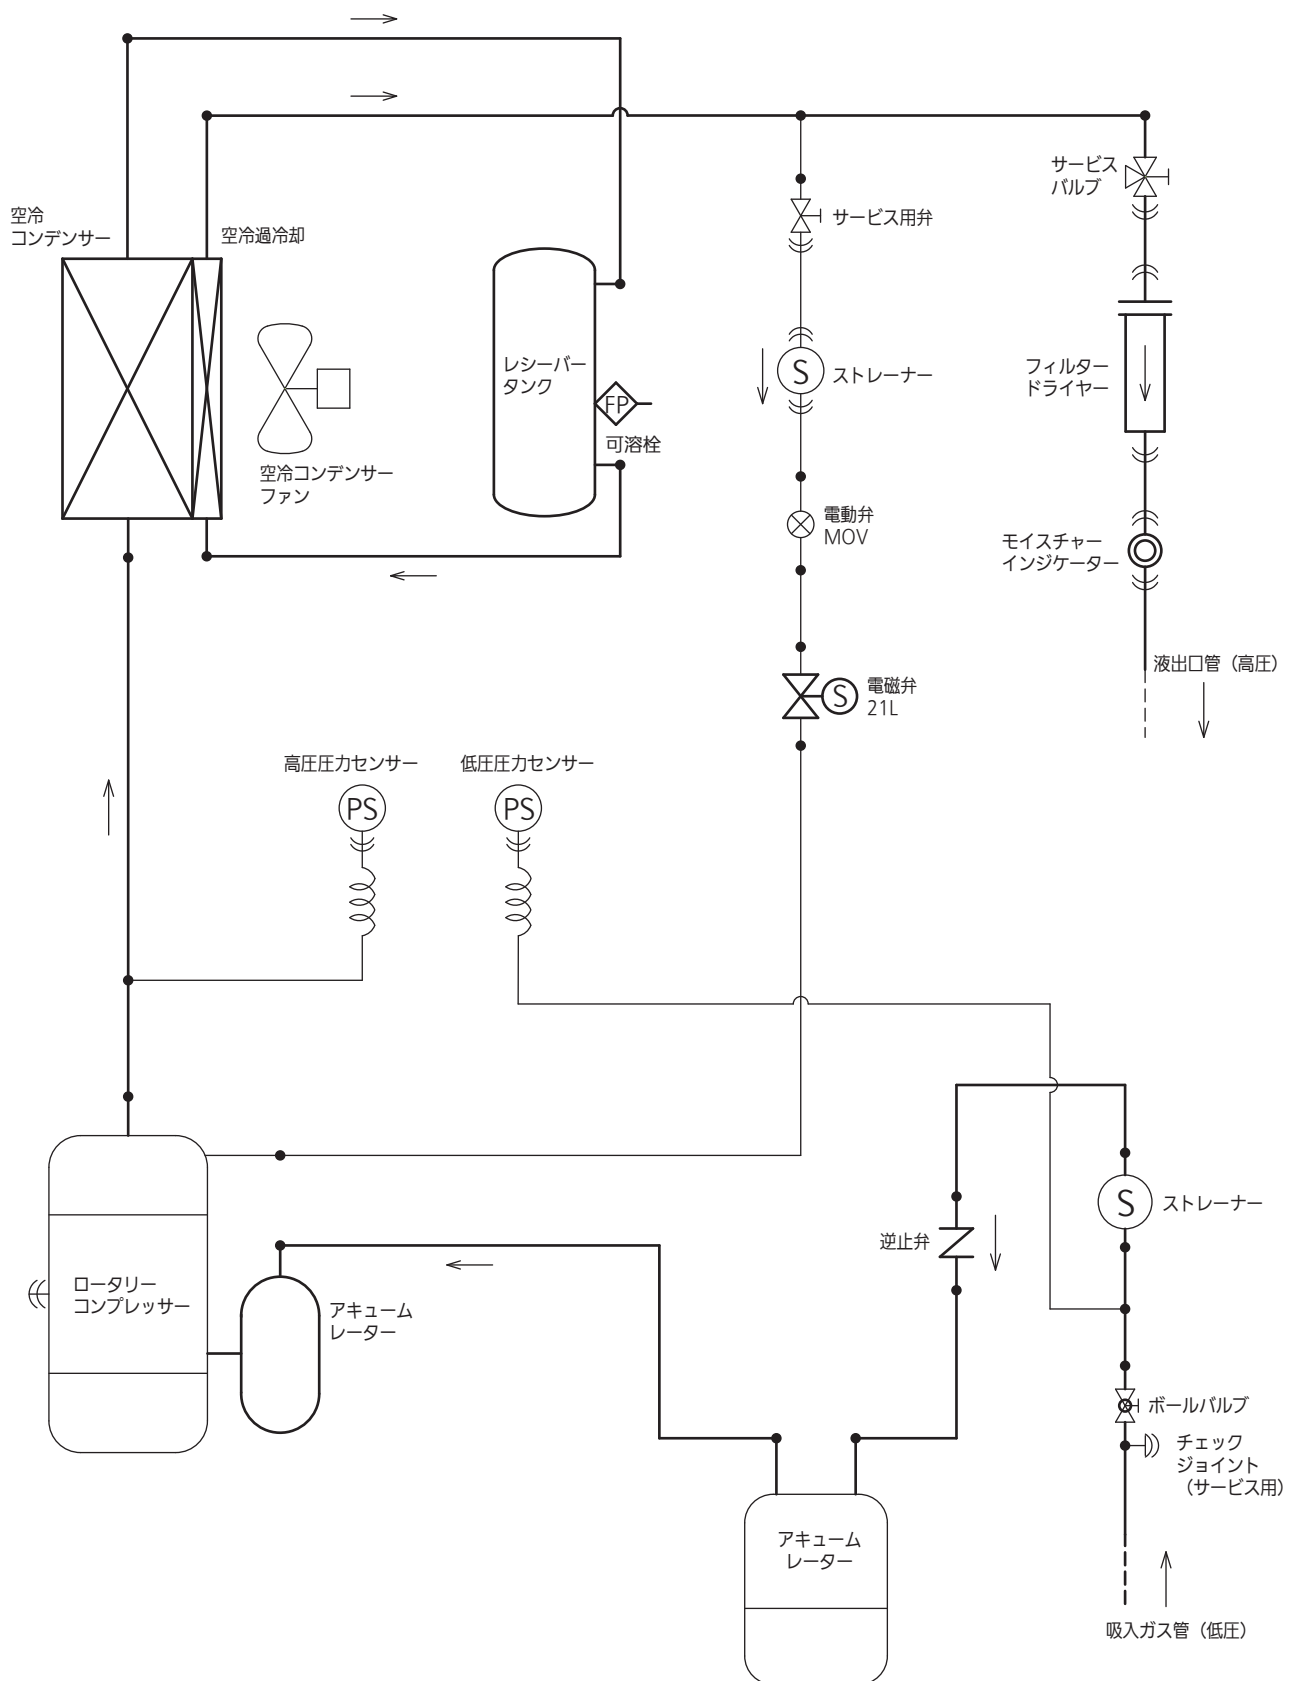 サービス
バルブ
空冷
コンデンサー
空冷過冷却
サービス用弁
レシーバー
タンク
S
ストレーナー
フィルター
ドライヤー
FP
可溶栓
空冷コンデンサー
ファン
電動弁
MOV
モイスチャー
インジケーター
液出口管（高圧）
S
電磁弁
21L
高圧圧力センサー
低圧圧力センサー
PS
PS
S
ストレーナー
逆止弁
ロータリー
コンプレッサー
アキューム
レーター
ボールバルブ
チェック
ジョイント
（サービス用）
アキューム
レーター
吸入ガス管（低圧）